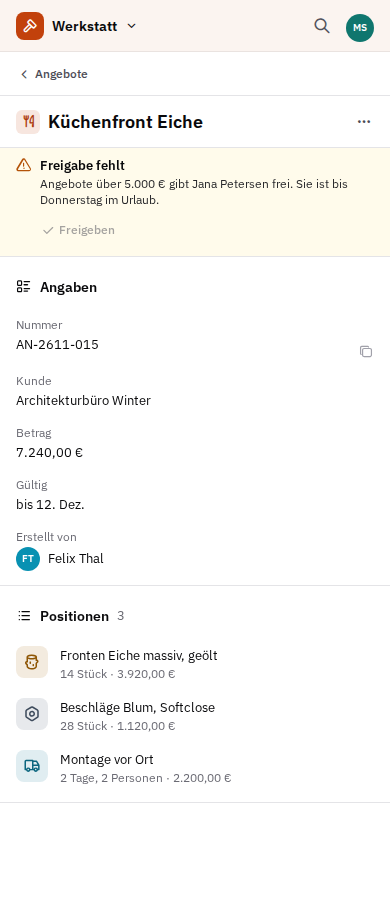 Werkstatt
MS
Angebote
Küchenfront Eiche
Freigabe fehlt
Angebote über 5.000 € gibt Jana Petersen frei. Sie ist bis
Donnerstag im Urlaub.
Freigeben
Angaben
Nummer
AN-2611-015
Kunde
Architekturbüro Winter
Betrag
7.240,00 €
Gültig
bis 12. Dez.
Erstellt von
FT Felix Thal
Positionen 3
Fronten Eiche massiv, geölt
14 Stück · 3.920,00 €
Beschläge Blum, Softclose
28 Stück · 1.120,00 €
Montage vor Ort
2 Tage, 2 Personen · 2.200,00 €